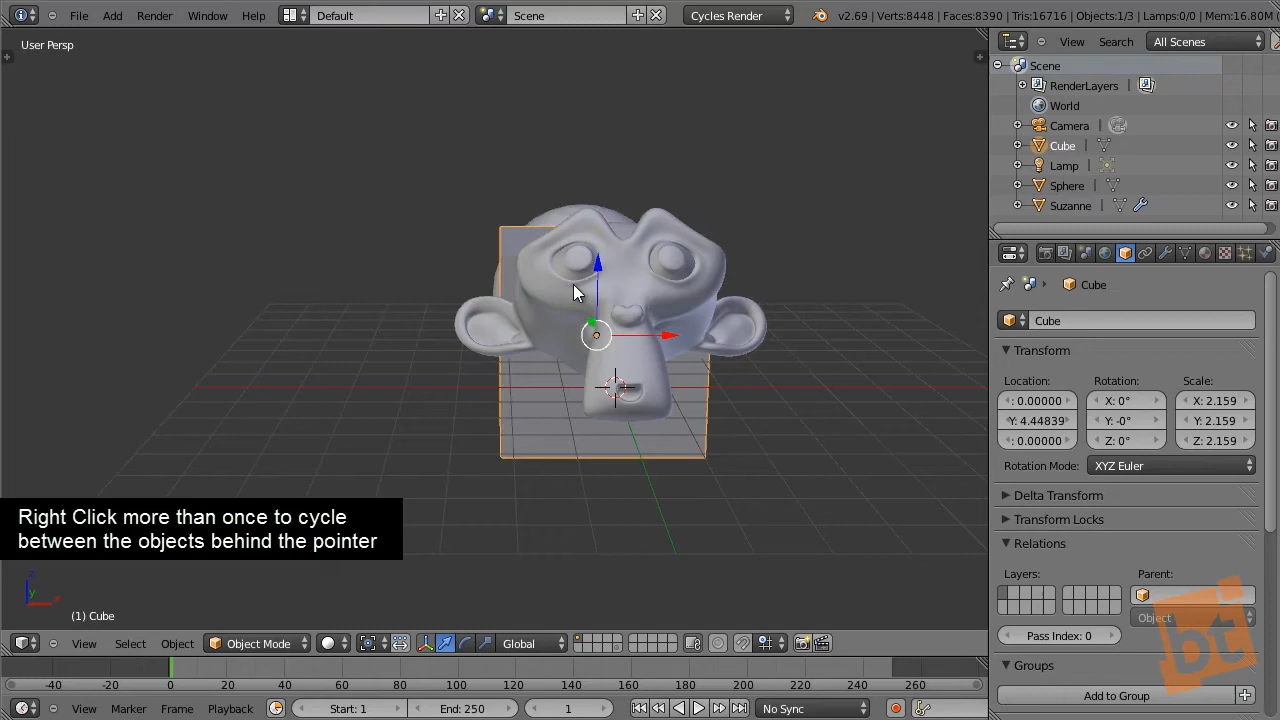 File
Add
Render
Window
Help
Default
Scene
Cycles Render
v2.69 | Verts:8448 | Faces:8390 | Tris:16716 | Objects:1/3 | Lamps:0/0 | Mem:16.80M
User Persp
View
Search
All Scenes
Scene
RenderLayers
World
Camera
Cube
Lamp
Sphere
Suzanne
Cube
Cube
Transform
Location:
Rotation:
Scale:
: 0.00000
X: 0°
X: 2.159
Y: 4.44839
Y: -0°
Y: 2.159
: 0.00000
Z: 0°
Z: 2.159
Rotation Mode:
XYZ Euler
Delta Transform
Transform Locks
Relations
Layers:
Parent:
Object
Pass Index: 0
Groups
Add to Group
Right Click more than once to cycle
between the objects behind the pointer
z
y
x
(1) Cube
View
Select
Object
Object Mode
Global
-40 -20 0 20 40 60 80 100 120 140 160 180 200 220 240 260
View
Marker
Frame
Playback
Start: 1
End: 250
1
No Sync
bt